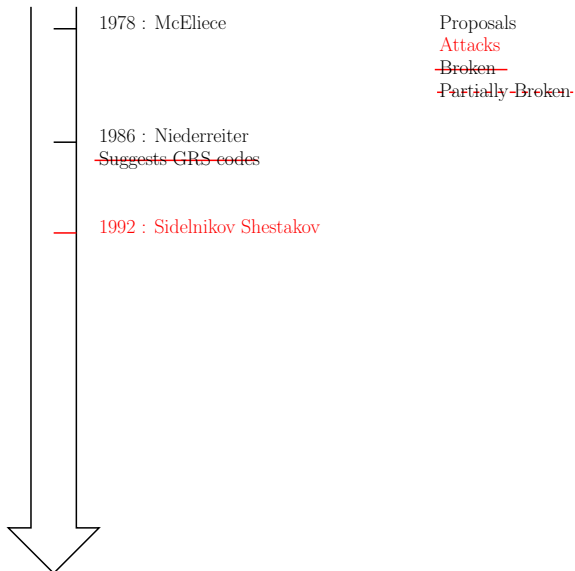 1978 : McEliece
Proposals
Attacks
Broken
Partially Broken
1986 : Niederreiter
Suggests GRS codes
1992 : Sidelnikov Shestakov